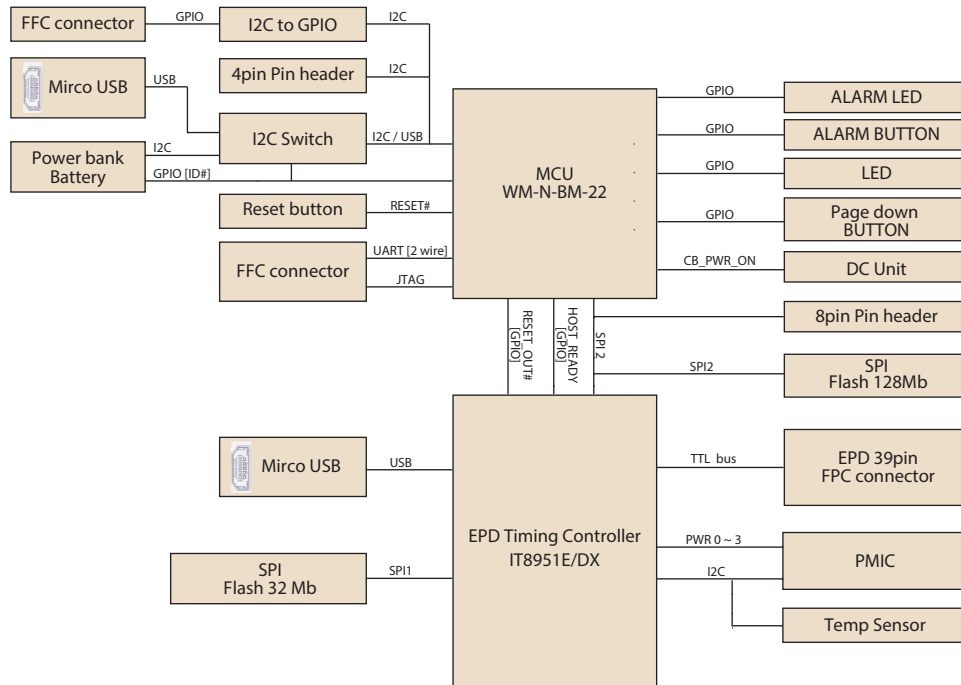 FFC connector
GPIO
I2C to GPIO
I2C
4pin Pin header
I2C
Mirco USB
USB
I2C Switch
I2C / USB
Power bank
Battery
I2C
GPIO [ID#]
Reset button
RESET#
FFC connector
UART [2 wire]
JTAG
MCU
WM-N-BM-22
GPIO
ALARM LED
GPIO
ALARM BUTTON
GPIO
LED
GPIO
Page down
BUTTON
CB_PWR_ON
DC Unit
8pin Pin header
RESET_OUT#
[GPIO]
HOST_READY
[GPIO]
SPI 2
SPI2
SPI
Flash 128Mb
Mirco USB
USB
SPI
Flash 32 Mb
SPI1
EPD Timing Controller
IT8951E/DX
TTL bus
EPD 39pin
FPC connector
PWR 0 ~ 3
I2C
PMIC
Temp Sensor